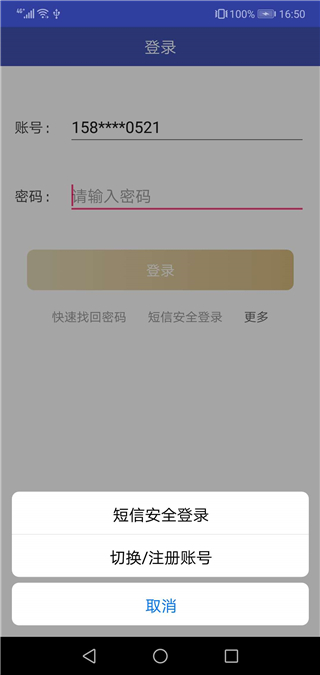 4G 100% 16:50
登录
账号： 158****0521
密码： 请输入密码
登录
快速找回密码 短信安全登录 更多
短信安全登录
切换/注册账号
取消